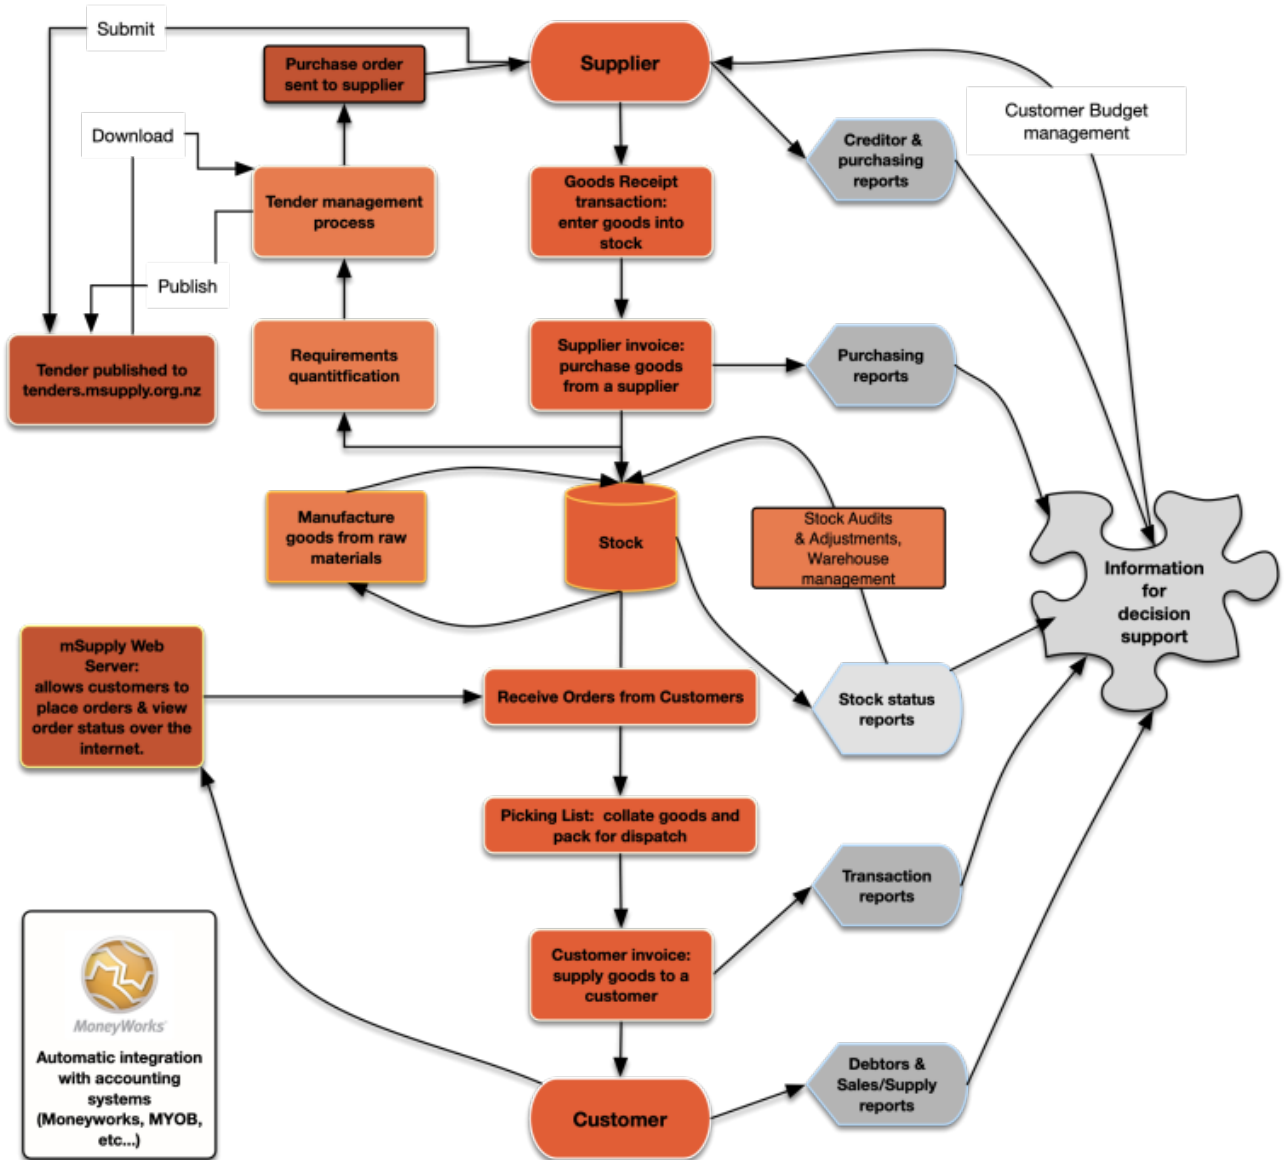 Submit
Purchase order
sent to supplier
Supplier
Customer Budget
management
Download
Creditor &
purchasing
reports
Tender management
process
Goods Receipt
transaction:
enter goods into
stock
Publish
Tender published to
tenders.msupply.org.nz
Requirements
quantitfication
Supplier invoice:
purchase goods
from a supplier
Purchasing
reports
Manufacture
goods from raw
materials
Stock
Stock Audits
& Adjustments,
Warehouse
management
Information
for
decision
support
mSupply Web
Server:
allows customers to
place orders & view
order status over the
internet.
Receive Orders from Customers
Stock status
reports
Picking List:  collate goods and
pack for dispatch
Transaction
reports
Customer invoice:
supply goods to a
customer
MoneyWorks
Automatic integration
with accounting
systems
(Moneyworks, MYOB,
etc...)
Debtors &
Sales/Supply
reports
Customer